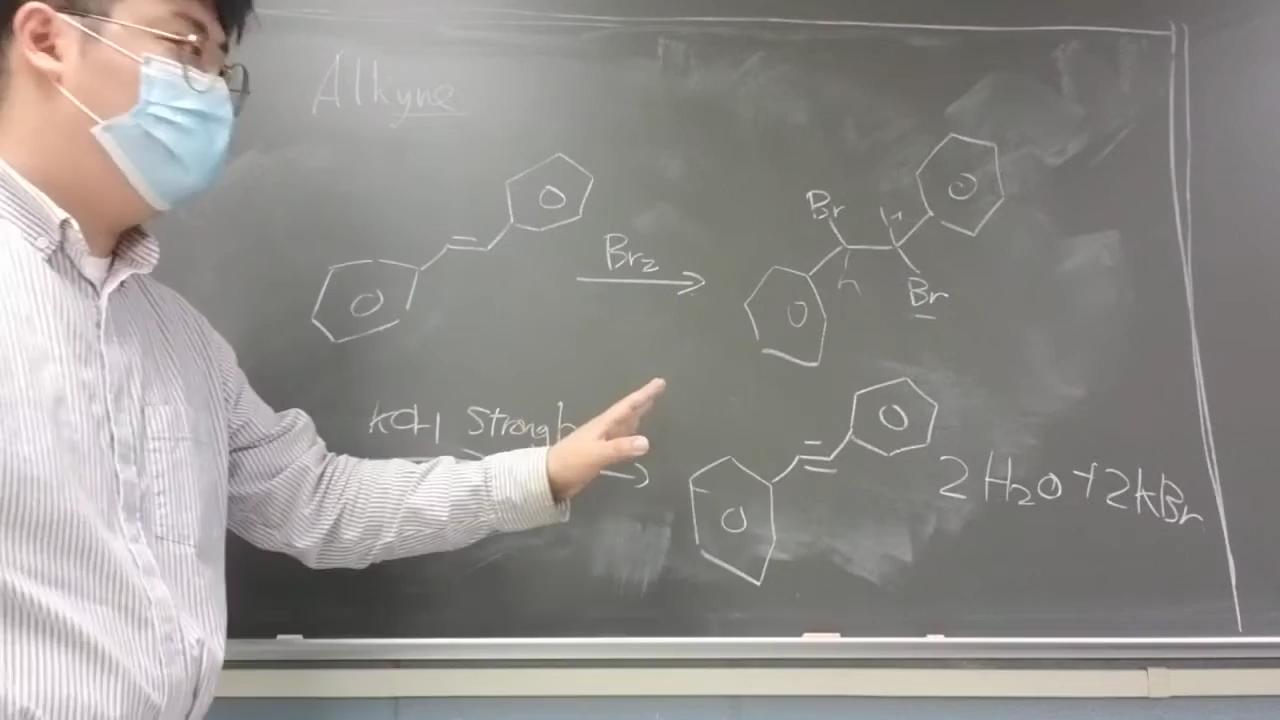 Alkyne
Br₂
Br
H
h
Br
KOH Strong b
2H₂O + 2KBr